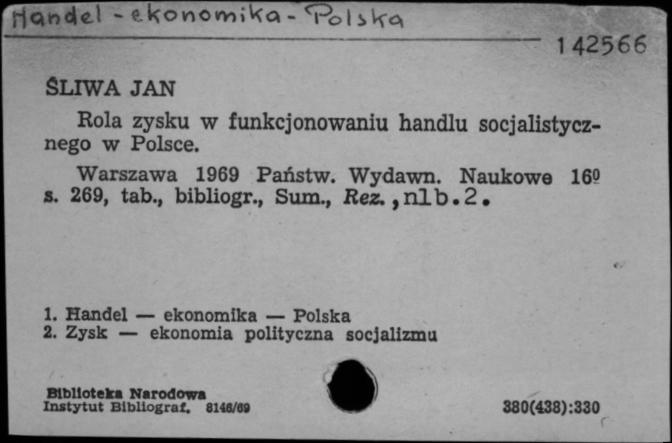 Handel - ekonomika - Polska
142566
ŚLIWA JAN
Rola zysku w funkcjonowaniu handlu socjalistycz-
nego w Polsce.
Warszawa 1969 Państw. Wydawn. Naukowe 16º
s. 269, tab., bibliogr., Sum., Rez., nlb.2.
1. Handel — ekonomika — Polska
2. Zysk — ekonomia polityczna socjalizmu
Biblioteka Narodowa
Instytut Bibliograf. 8146/69
380(438):330